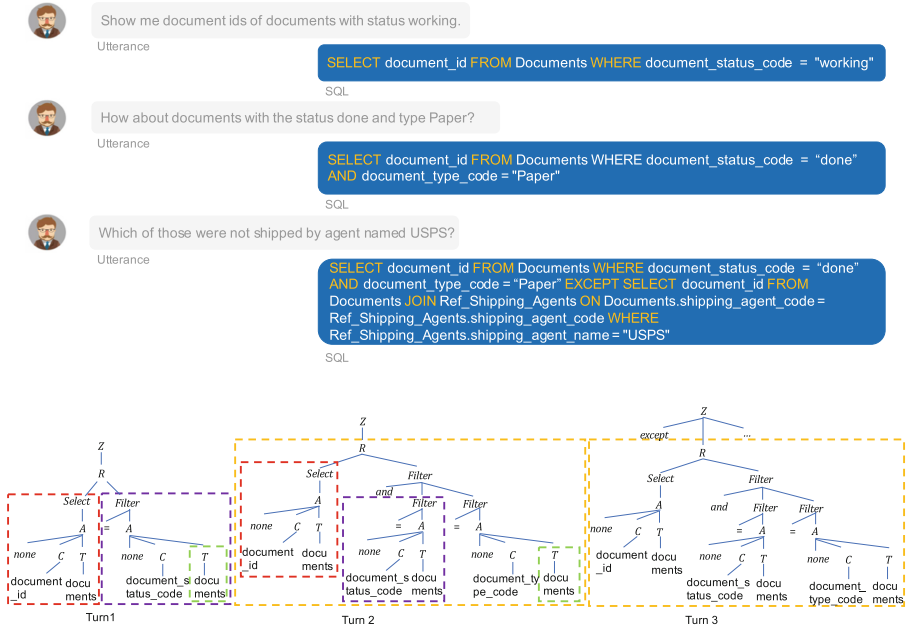 Show me document ids of documents with status working.
Utterance
SELECT document_id FROM Documents WHERE document_status_code = "working"
SQL
How about documents with the status done and type Paper?
Utterance
SELECT document_id FROM Documents WHERE document_status_code = “done”
AND document_type_code = "Paper"
SQL
Which of those were not shipped by agent named USPS?
Utterance
SELECT document_id FROM Documents WHERE document_status_code = “done”
AND document_type_code = “Paper” EXCEPT SELECT document_id FROM
Documents JOIN Ref_Shipping_Agents ON Documents.shipping_agent_code =
Ref_Shipping_Agents.shipping_agent_code WHERE
Ref_Shipping_Agents.shipping_agent_name = "USPS"
SQL
Z
R
Select
Filter
A
=
A
none
C
T
none
C
T
document
_id
docu
ments
document_s
tatus_code
docu
ments
Turn1
Z
R
Select
Filter
and
A
Filter
Filter
none
C
T
=
A
=
A
document
_id
docu
ments
none
C
T
none
C
T
document_s
tatus_code
docu
ments
document_ty
pe_code
docu
ments
Turn 2
Z
except
...
R
Select
Filter
A
and
Filter
Filter
none
C
T
=
A
=
A
document
_id
docu
ments
none
C
T
none
C
T
document_s
tatus_code
docu
ments
document_
type_code
docu
ments
Turn 3